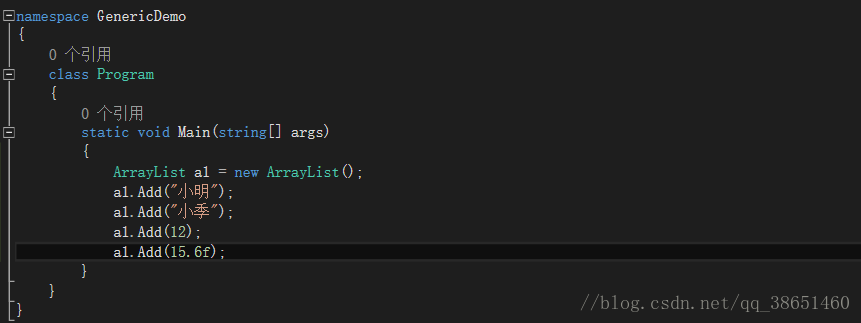 namespace GenericDemo
{
0 个引用
class Program
{
0 个引用
static void Main(string[] args)
{
ArrayList al = new ArrayList();
al.Add("小明");
al.Add("小季");
al.Add(12);
al.Add(15.6f);
}
}
}
//blog.csdn.net/qq_38651460